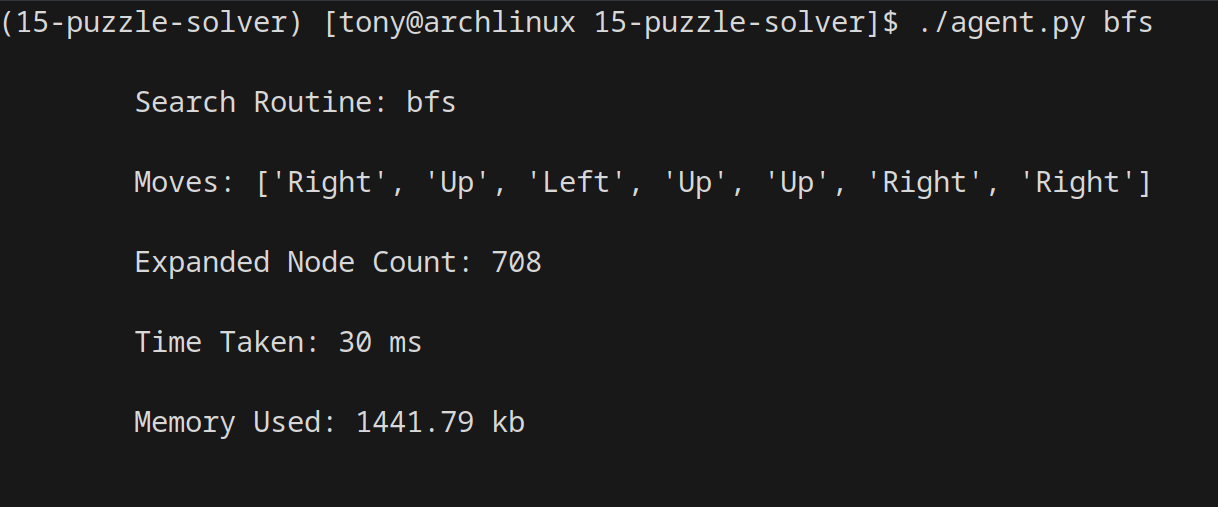 (15-puzzle-solver) [tony@archlinux 15-puzzle-solver]$ ./agent.py bfs
Search Routine: bfs
Moves: ['Right', 'Up', 'Left', 'Up', 'Up', 'Right', 'Right']
Expanded Node Count: 708
Time Taken: 30 ms
Memory Used: 1441.79 kb